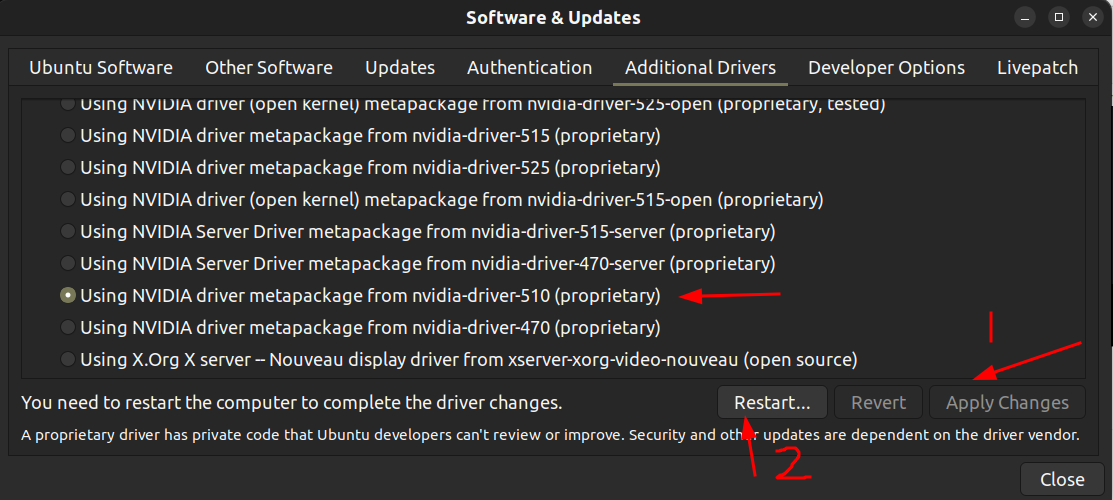 Software & Updates
Ubuntu Software Other Software Updates Authentication Additional Drivers Developer Options Livepatch
Using NVIDIA driver (open kernel) metapackage from nvidia-driver-525-open (proprietary, tested)
Using NVIDIA driver metapackage from nvidia-driver-515 (proprietary)
Using NVIDIA driver metapackage from nvidia-driver-525 (proprietary)
Using NVIDIA driver (open kernel) metapackage from nvidia-driver-515-open (proprietary)
Using NVIDIA Server Driver metapackage from nvidia-driver-515-server (proprietary)
Using NVIDIA Server Driver metapackage from nvidia-driver-470-server (proprietary)
Using NVIDIA driver metapackage from nvidia-driver-510 (proprietary)
Using NVIDIA driver metapackage from nvidia-driver-470 (proprietary)
1
Using X.Org X server -- Nouveau display driver from xserver-xorg-video-nouveau (open source)
You need to restart the computer to complete the driver changes. Restart... Revert Apply Changes
A proprietary driver has private code that Ubuntu developers can't review or improve. Security and other updates are dependent on the driver vendor.
2
Close